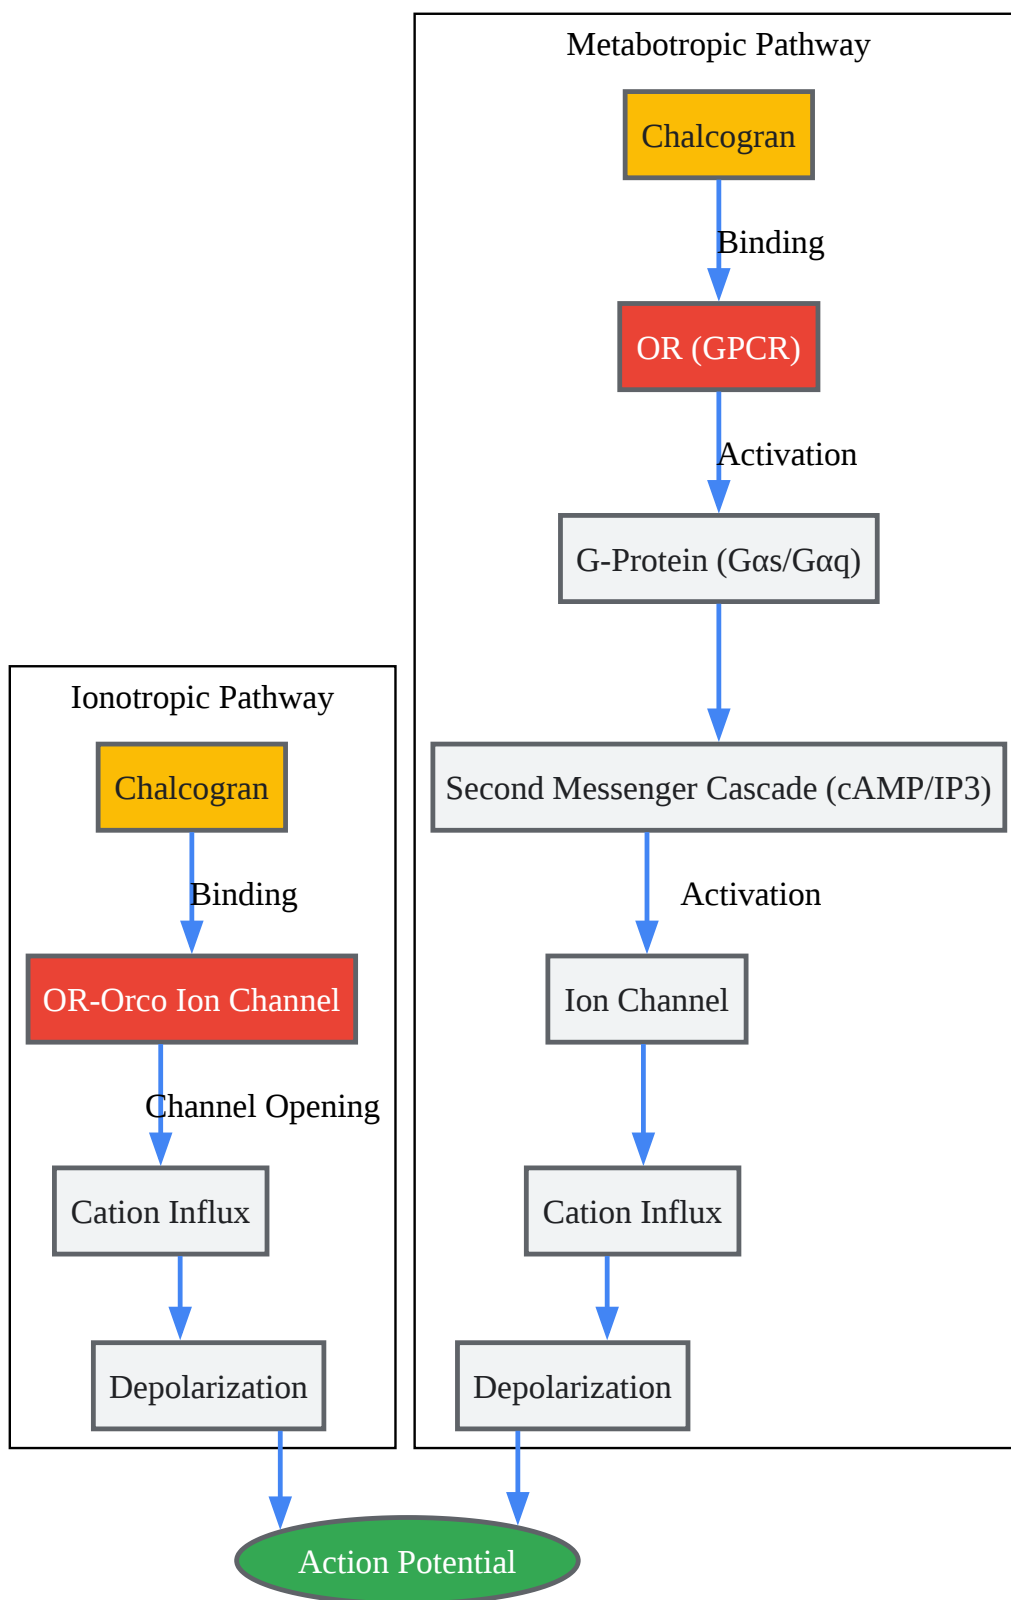 Metabotropic Pathway
Chalcogran
Binding
OR (GPCR)
Activation
G-Protein (Gαs/Gαq)
Second Messenger Cascade (cAMP/IP3)
Activation
Ion Channel
Cation Influx
Depolarization
Ionotropic Pathway
Chalcogran
Binding
OR-Orco Ion Channel
Channel Opening
Cation Influx
Depolarization
Action Potential